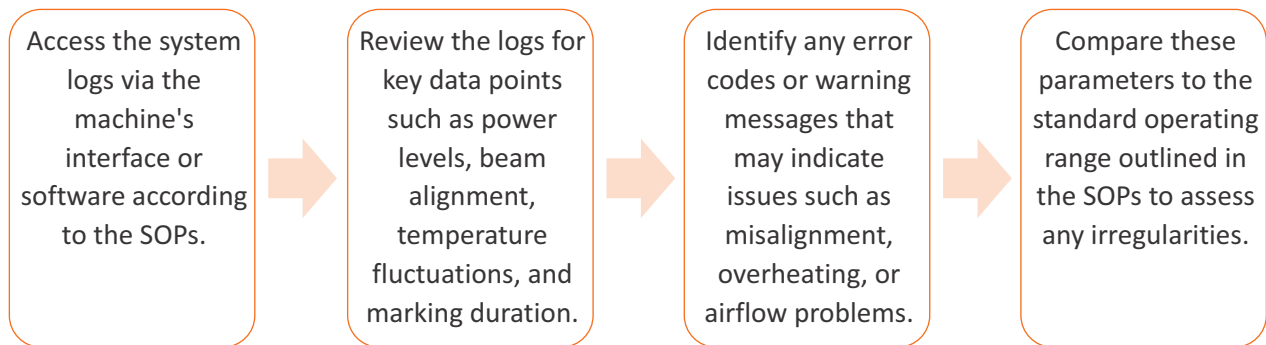 Access the system
logs via the
machine's
interface or
software according
to the SOPs.
Review the logs for
key data points
such as power
levels, beam
alignment,
temperature
fluctuations, and
marking duration.
Identify any error
codes or warning
messages that
may indicate
issues such as
misalignment,
overheating, or
airflow problems.
Compare these
parameters to the
standard operating
range outlined in
the SOPs to assess
any irregularities.